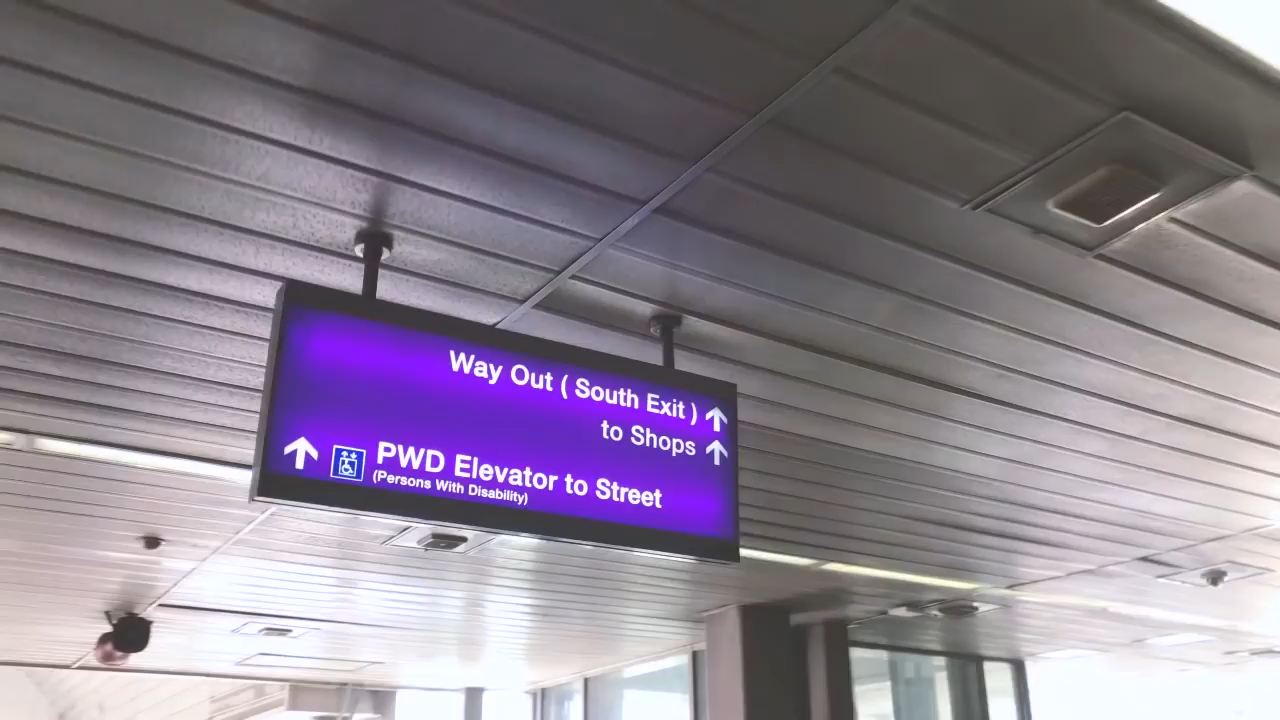 Way Out ( South Exit )
to Shops
PWD Elevator to Street
(Persons With Disability)